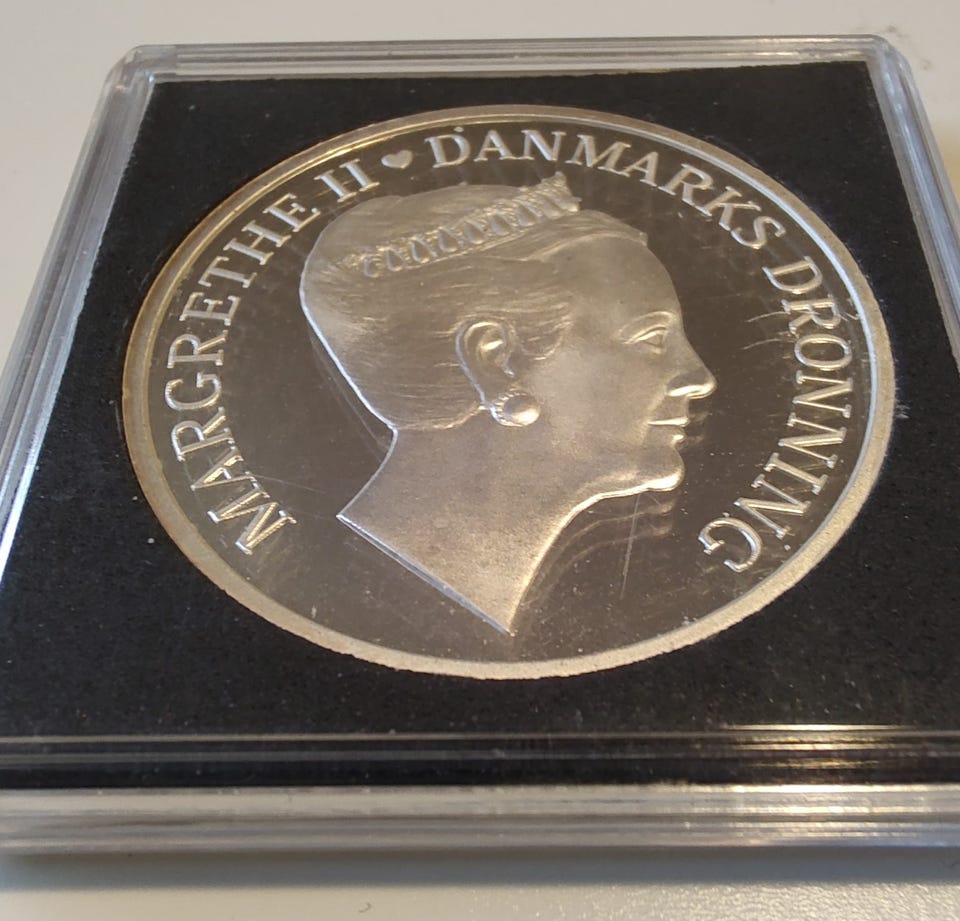 MARGRETHE II ♥ DANMARKS DRONNING